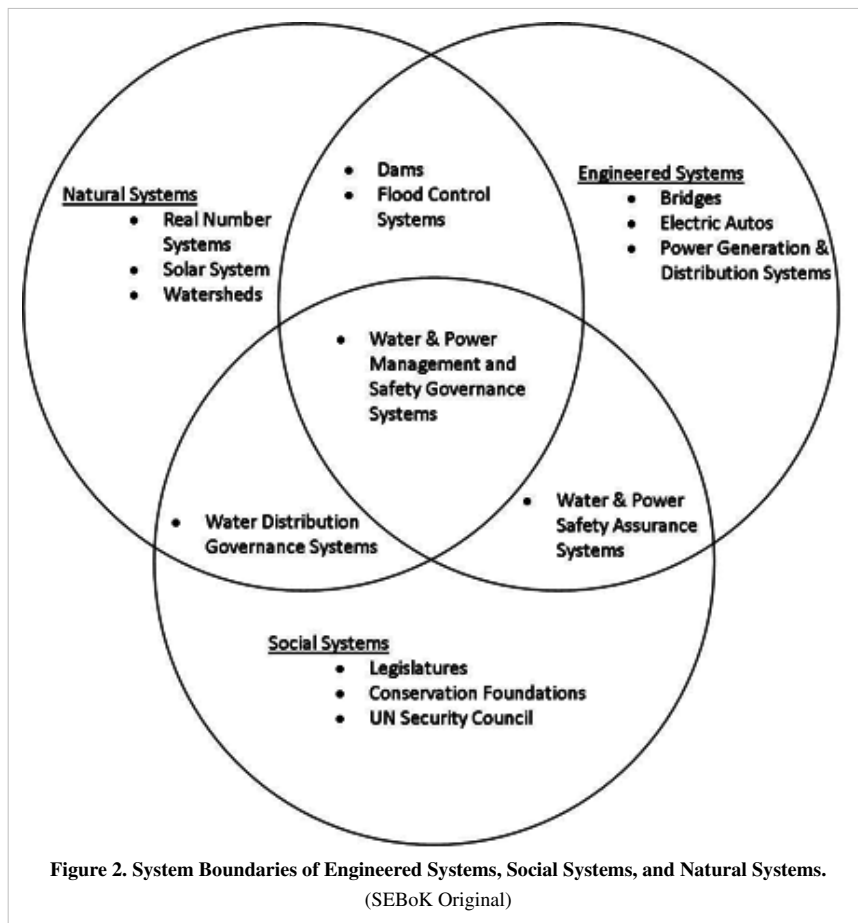 Natural Systems
• Real Number
Systems
• Solar System
• Watersheds
• Dams
• Flood Control
Systems
Engineered Systems
• Bridges
• Electric Autos
• Power Generation &
Distribution Systems
• Water & Power
Management and
Safety Governance
Systems
• Water Distribution
Governance Systems
• Water & Power
Safety Assurance
Systems
Social Systems
• Legislatures
• Conservation Foundations
• UN Security Council
Figure 2. System Boundaries of Engineered Systems, Social Systems, and Natural Systems.
(SEBoK Original)